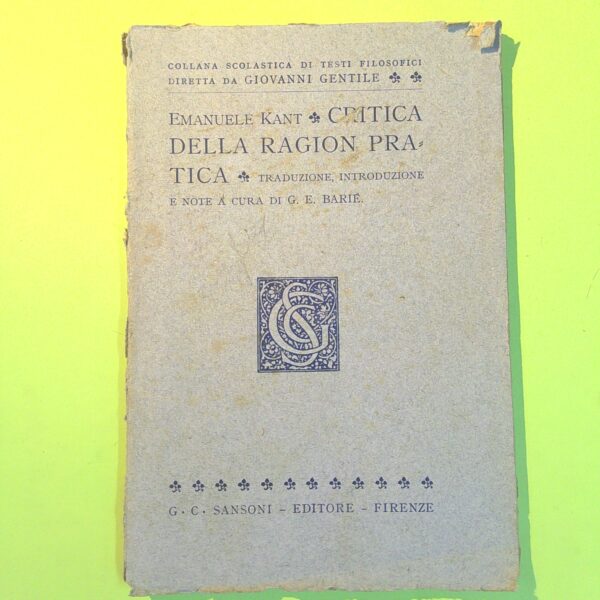 COLLANA SCOLASTICA DI TESTI FILOSOFICI
DIRETTA DA GIOVANNI GENTILE
EMANUELE KANT CRITICA
DELLA RAGION PRA-
TICA TRADUZIONE, INTRODUZIONE
E NOTE A CURA DI G. E. BARIÉ.
G · C · SANSONI – EDITORE – FIRENZE